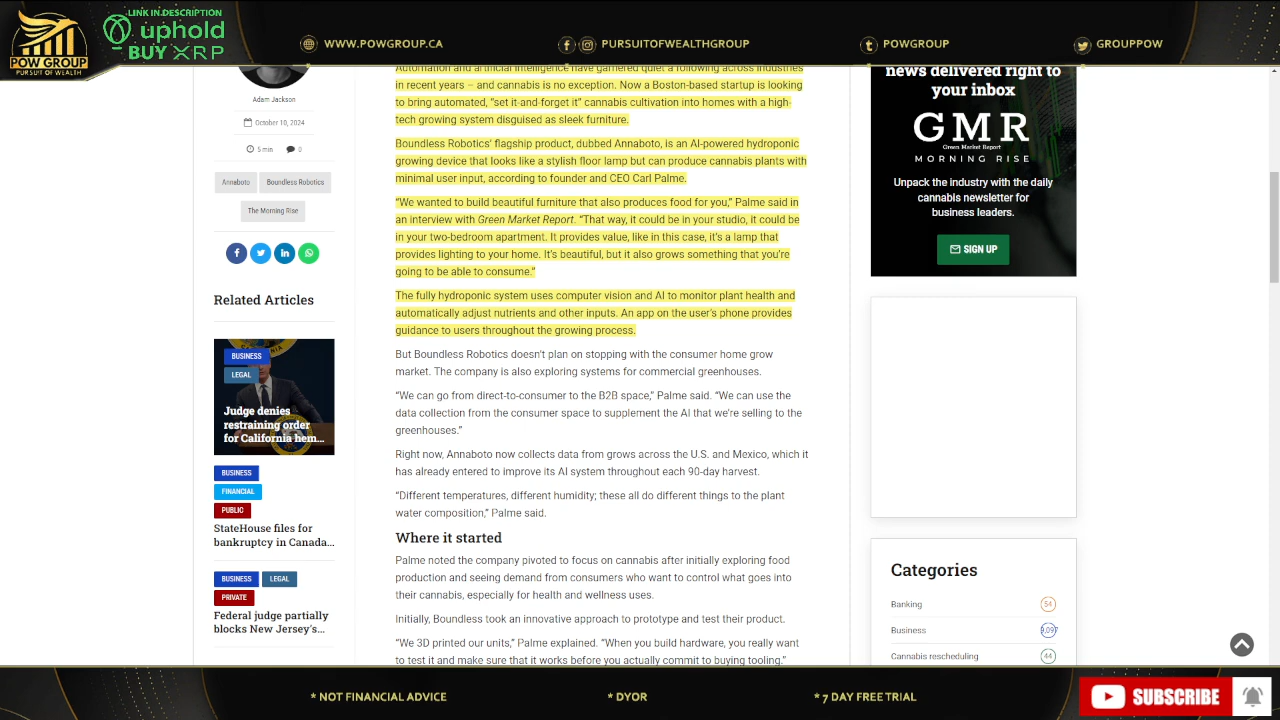 LINK IN DESCRIPTION
uphold
BUY XRP
POW GROUP
PURSUIT OF WEALTH
WWW.POWGROUP.CA
PURSUITOFWEALTHGROUP
POWGROUP
GROUPPOW
Adam Jackson
October 10, 2024
5 min
0
Annaboto
Boundless Robotics
The Morning Rise
Related Articles
BUSINESS
LEGAL
Judge denies
restraining order
for California hem...
BUSINESS
FINANCIAL
PUBLIC
StateHouse files for
bankruptcy in Canada...
BUSINESS
LEGAL
PRIVATE
Federal judge partially
blocks New Jersey's...
Automation and artificial intelligence have garnered quiet a following across industries
in recent years – and cannabis is no exception. Now a Boston-based startup is looking
to bring automated, “set it-and-forget it” cannabis cultivation into homes with a high-
tech growing system disguised as sleek furniture.
Boundless Robotics’ flagship product, dubbed Annaboto, is an AI-powered hydroponic
growing device that looks like a stylish floor lamp but can produce cannabis plants with
minimal user input, according to founder and CEO Carl Palme.
“We wanted to build beautiful furniture that also produces food for you,” Palme said in
an interview with Green Market Report. “That way, it could be in your studio, it could be
in your two-bedroom apartment. It provides value, like in this case, it’s a lamp that
provides lighting to your home. It’s beautiful, but it also grows something that you’re
going to be able to consume.”
The fully hydroponic system uses computer vision and AI to monitor plant health and
automatically adjust nutrients and other inputs. An app on the user’s phone provides
guidance to users throughout the growing process.
But Boundless Robotics doesn’t plan on stopping with the consumer home grow
market. The company is also exploring systems for commercial greenhouses.
“We can go from direct-to-consumer to the B2B space,” Palme said. “We can use the
data collection from the consumer space to supplement the AI that we’re selling to the
greenhouses.”
Right now, Annaboto now collects data from grows across the U.S. and Mexico, which it
has already entered to improve its AI system throughout each 90-day harvest.
“Different temperatures, different humidity; these all do different things to the plant
water composition,” Palme said.
Where it started
Palme noted the company pivoted to focus on cannabis after initially exploring food
production and seeing demand from consumers who want to control what goes into
their cannabis, especially for health and wellness uses.
Initially, Boundless took an innovative approach to prototype and test their product.
“We 3D printed our units,” Palme explained. “When you build hardware, you really want
to test it and make sure that it works before you actually commit to buying tooling.”
news delivered right to
your inbox
GMR
Green Market Report
MORNING RISE
Unpack the industry with the daily
cannabis newsletter for
business leaders.
SIGN UP
Categories
Banking
54
Business
9,097
Cannabis rescheduling
44
* NOT FINANCIAL ADVICE
* DYOR
* 7 DAY FREE TRIAL
SUBSCRIBE